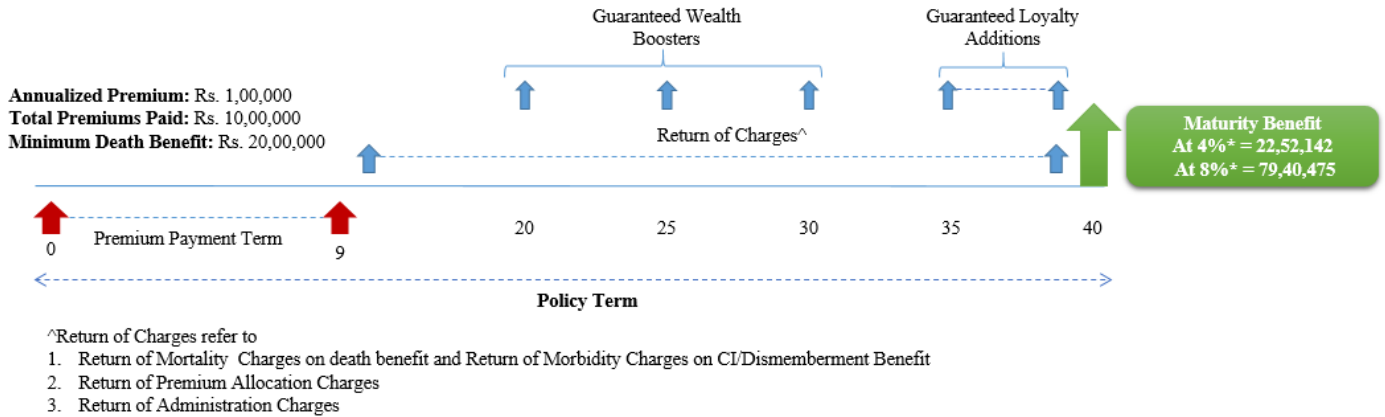 Guaranteed Wealth
Boosters
Guaranteed Loyalty
Additions
Annualized Premium: Rs. 1,00,000
Total Premiums Paid: Rs. 10,00,000
Minimum Death Benefit: Rs. 20,00,000
Return of Charges^
Maturity Benefit
At 4%* = 22,52,142
At 8%* = 79,40,475
0
Premium Payment Term
9
20
25
30
35
40
Policy Term
^Return of Charges refer to
1. Return of Mortality Charges on death benefit and Return of Morbidity Charges on CI/Dismemberment Benefit
2. Return of Premium Allocation Charges
3. Return of Administration Charges